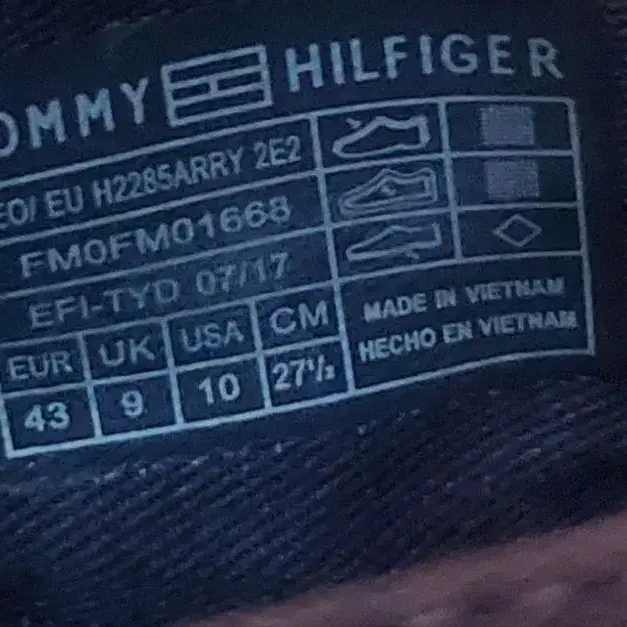 OMMY HILFIGER
EO/ EU H2285ARRY 2E2
FM0FM01668
EFI-TYD 07/17
EUR UK USA CM
43 9 10 27½
MADE IN VIETNAM
HECHO EN VIETNAM